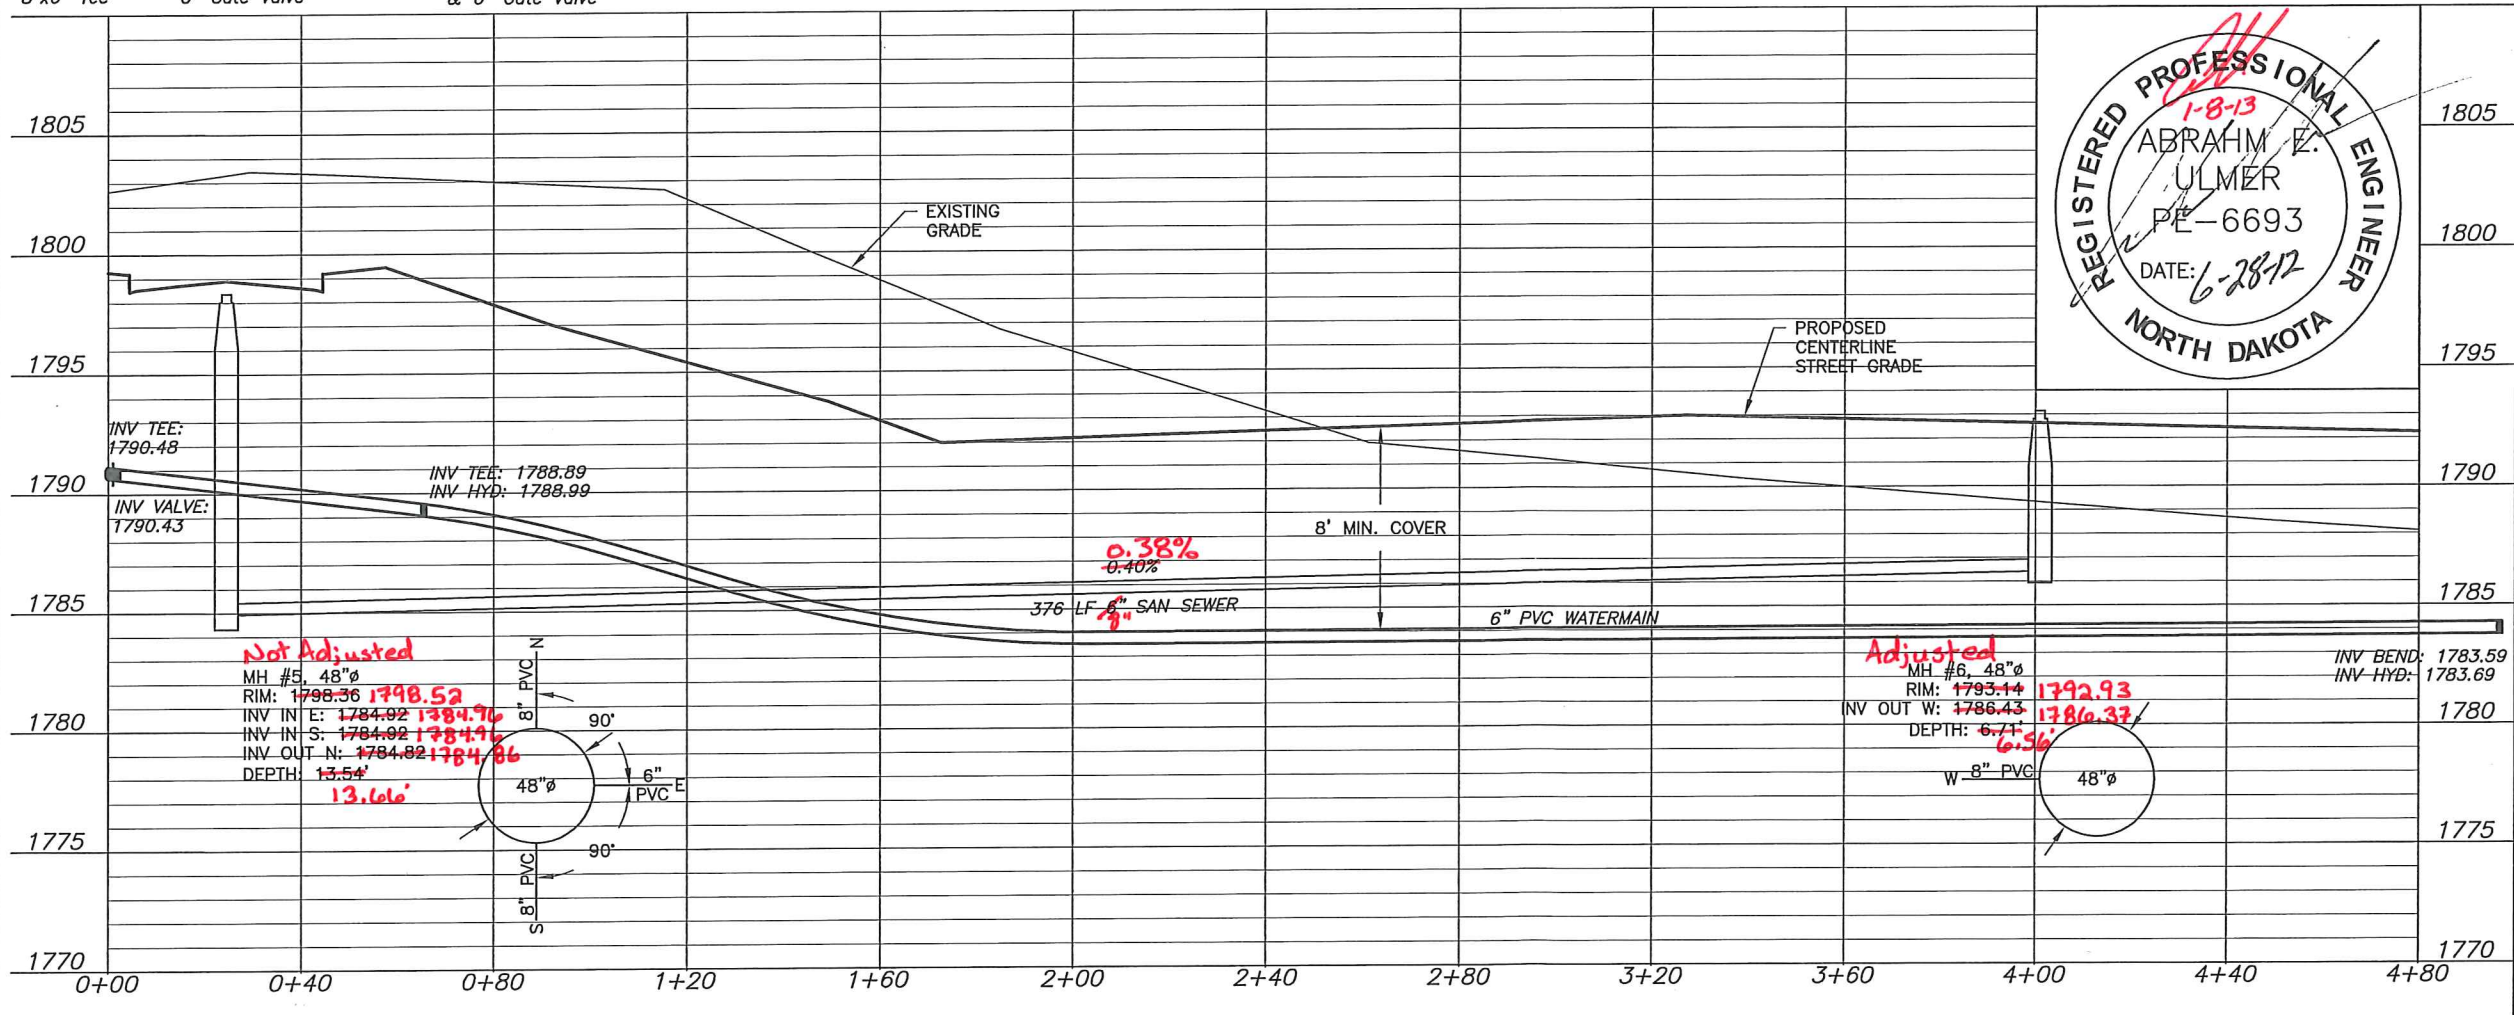 1805
1800
1795
1790
1785
1780
1775
1770
1805
1800
1795
1790
1785
1780
1775
1770
REGISTERED PROFESSIONAL ENGINEER
NORTH DAKOTA
1-8-13
ABRAHM E.
ULMER
PE-6693
DATE: 6-28-12
EXISTING
GRADE
PROPOSED
CENTERLINE
STREET GRADE
INV TEE:
1790.48
INV VALVE:
1790.43
INV TEE: 1788.89
INV HYD: 1788.99
8' MIN. COVER
0.38%
0.40%
376 LF 6" SAN SEWER
8"
6" PVC WATERMAIN
Not Adjusted
MH #5, 48"ø
RIM: 1798.36 1798.52
INV IN E: 1784.92 1784.96
INV IN S: 1784.92 1784.96
INV OUT N: 1784.82 1784.86
DEPTH: 13.54'
13.66'
N
8" PVC
90°
48"ø
6"
PVC
E
90°
8" PVC
S
Adjusted
MH #6, 48"ø
RIM: 1793.14 1792.93
INV OUT W: 1786.43 1786.37
DEPTH: 6.71'
6.56'
W 8" PVC
48"ø
INV BEND: 1783.59
INV HYD: 1783.69
0+00 0+40 0+80 1+20 1+60 2+00 2+40 2+80 3+20 3+60 4+00 4+40 4+80